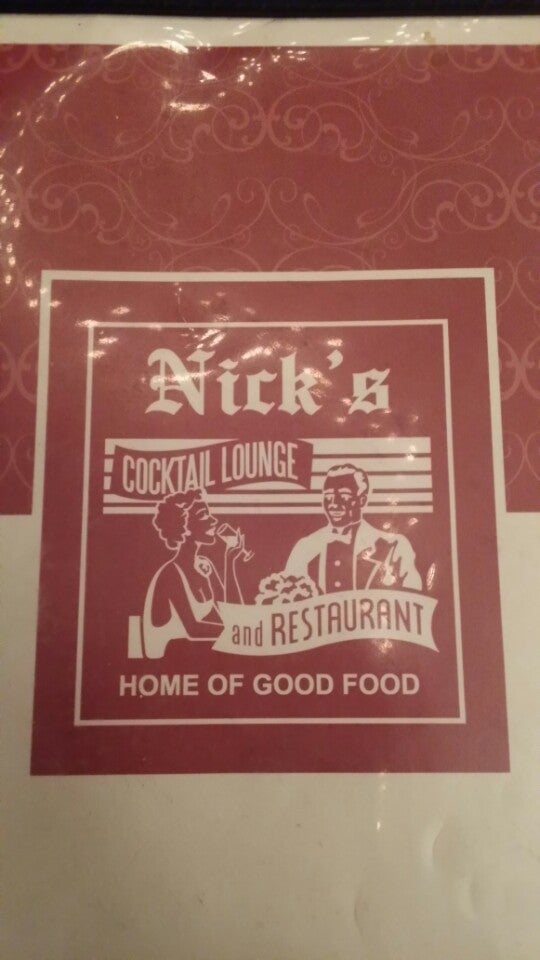 Nick's
COCKTAIL LOUNGE
and RESTAURANT
HOME OF GOOD FOOD